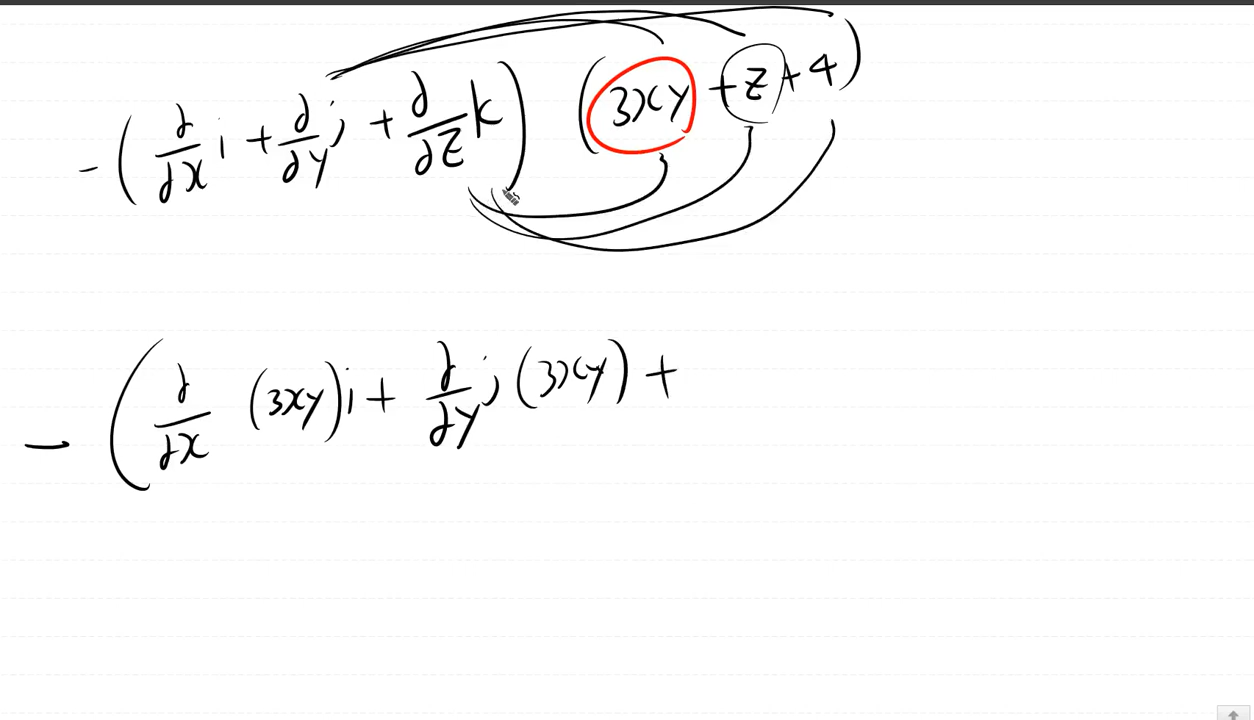 - (∂/∂x i + ∂/∂y j + ∂/∂z k) (3xy + z + 4)
- (∂/∂x (3xy) i + ∂/∂y j (3xy) +